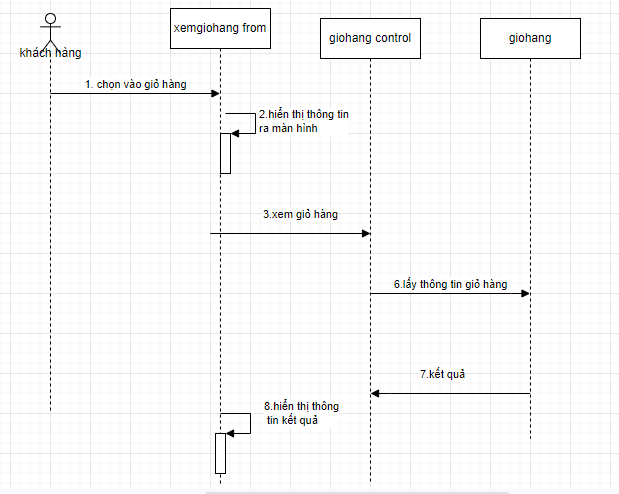 khách hàng
xemgiohang from
giohang control
giohang
1. chọn vào giỏ hàng
2.hiển thị thông tin
ra màn hình
3.xem giỏ hàng
6.lấy thông tin giỏ hàng
7.kết quả
8.hiển thị thông
tin kết quả